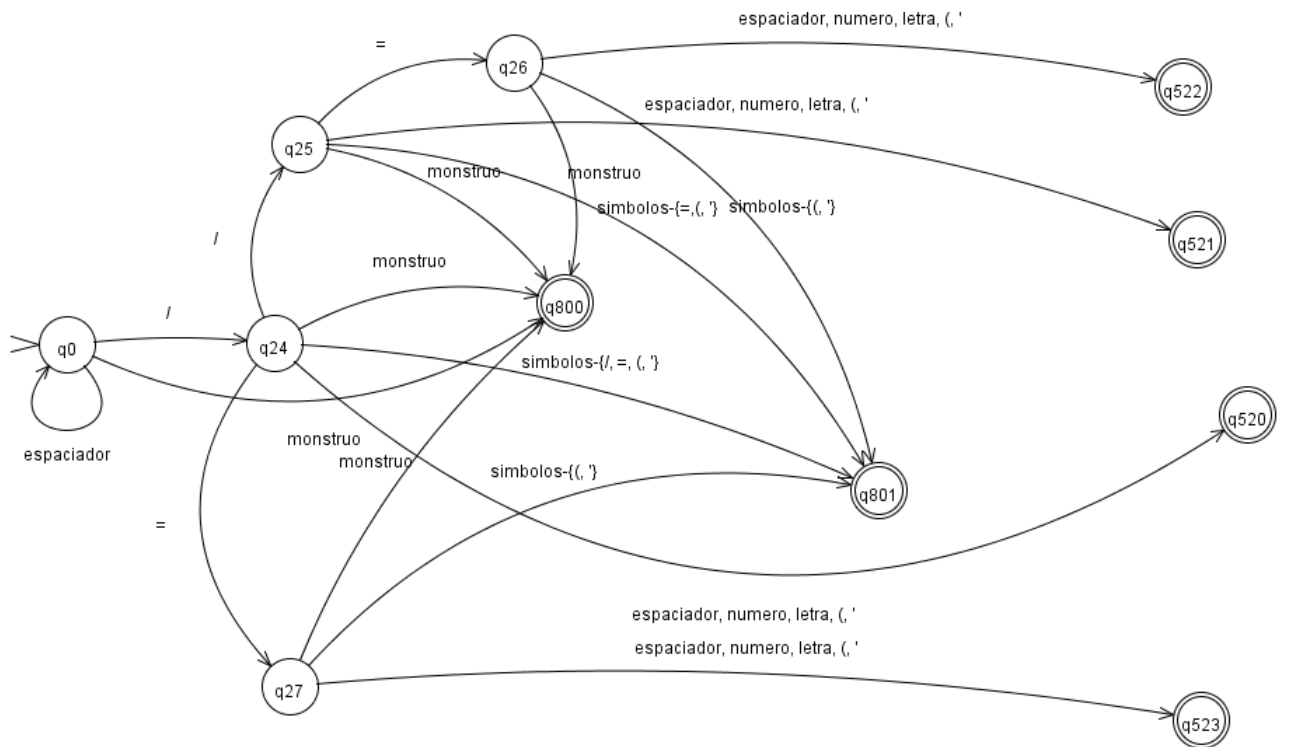 espaciador, numero, letra, (, '
=
q26
q522
espaciador, numero, letra, (, '
q25
monstruo
monstruo
simbolos-{=,(, '}
simbolos-{(, '}
/
q521
monstruo
q800
/
q0
q24
simbolos-{/, =, (, '}
q520
espaciador
monstruo
monstruo
simbolos-{(, '}
q801
=
espaciador, numero, letra, (, '
espaciador, numero, letra, (, '
q27
q523